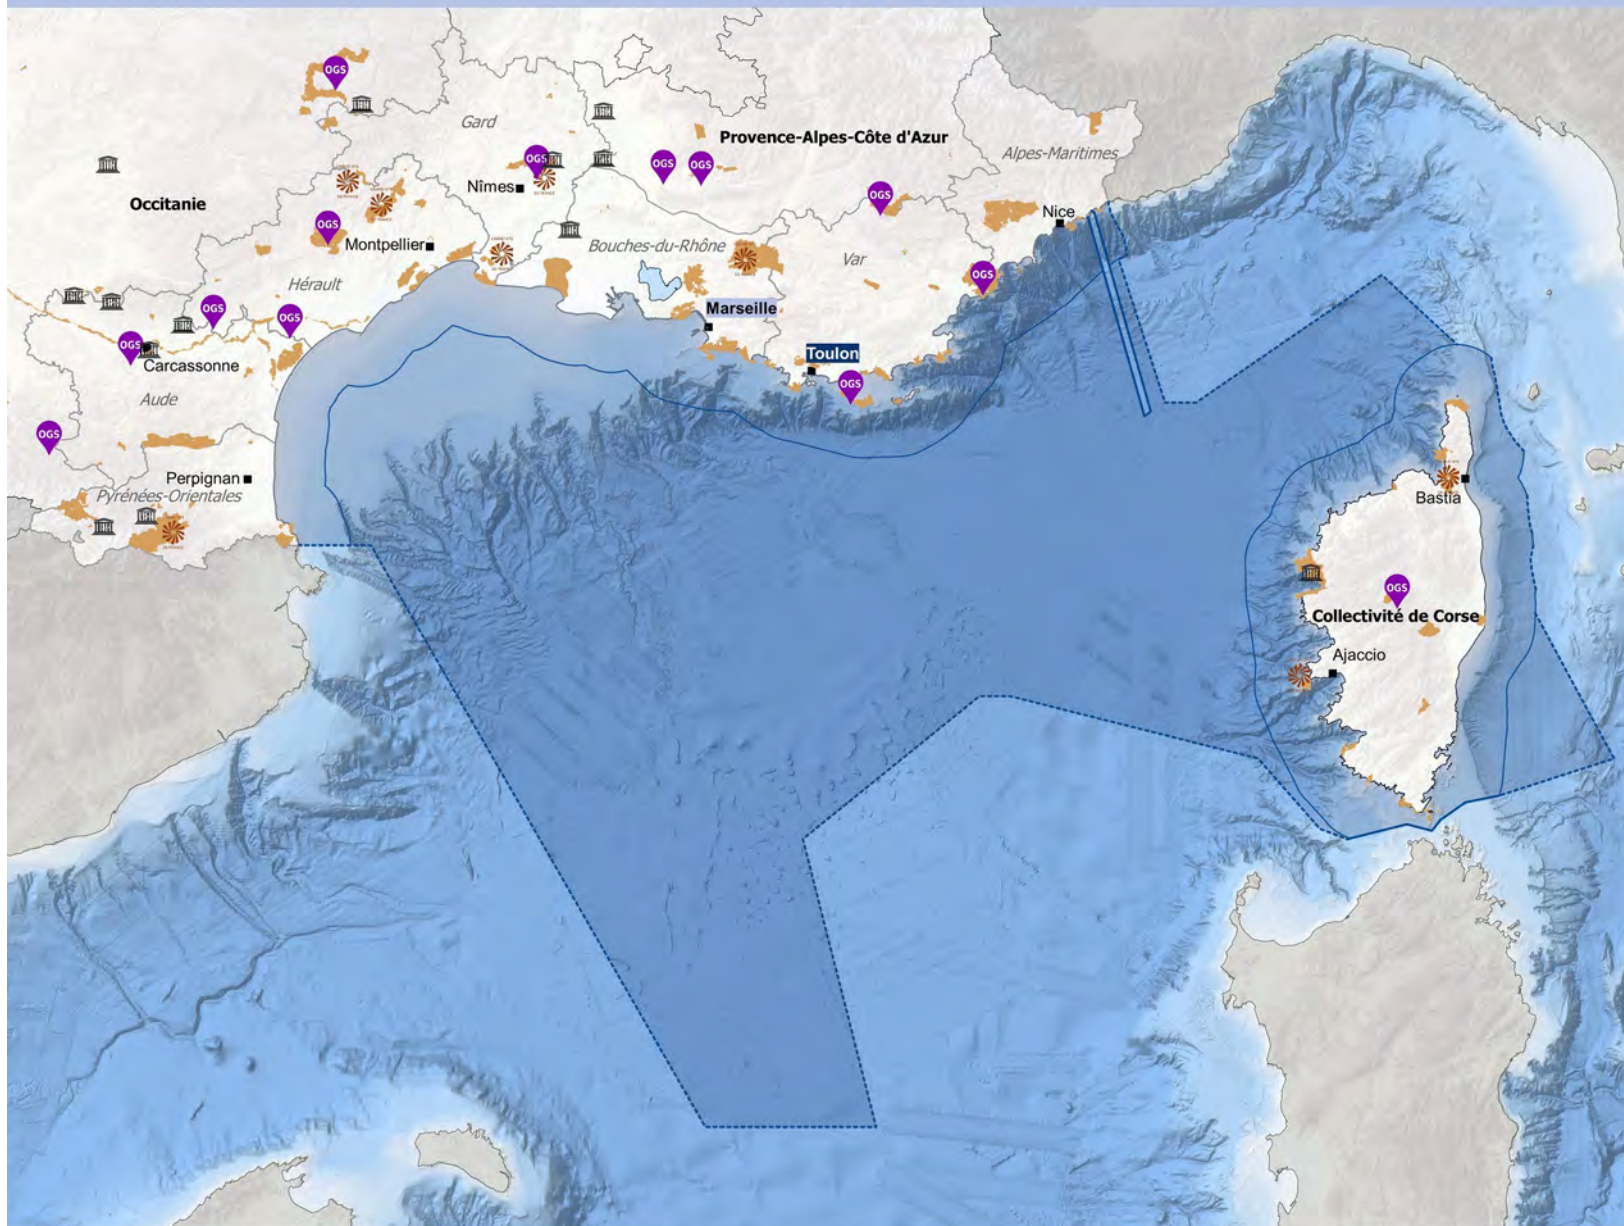 OGS
Gard
Provence-Alpes-Côte d'Azur
OGS
OGS
OGS
Alpes-Maritimes
Nîmes
OGS
Occitanie
OGS
Nice
Montpellier
Bouches-du-Rhône
Var
OGS
Hérault
OGS
OGS
Marseille
OGS
Carcassonne
Toulon
OGS
Aude
OGS
Perpignan
Pyrénées-Orientales
Bastia
OGS
Collectivité de Corse
Ajaccio